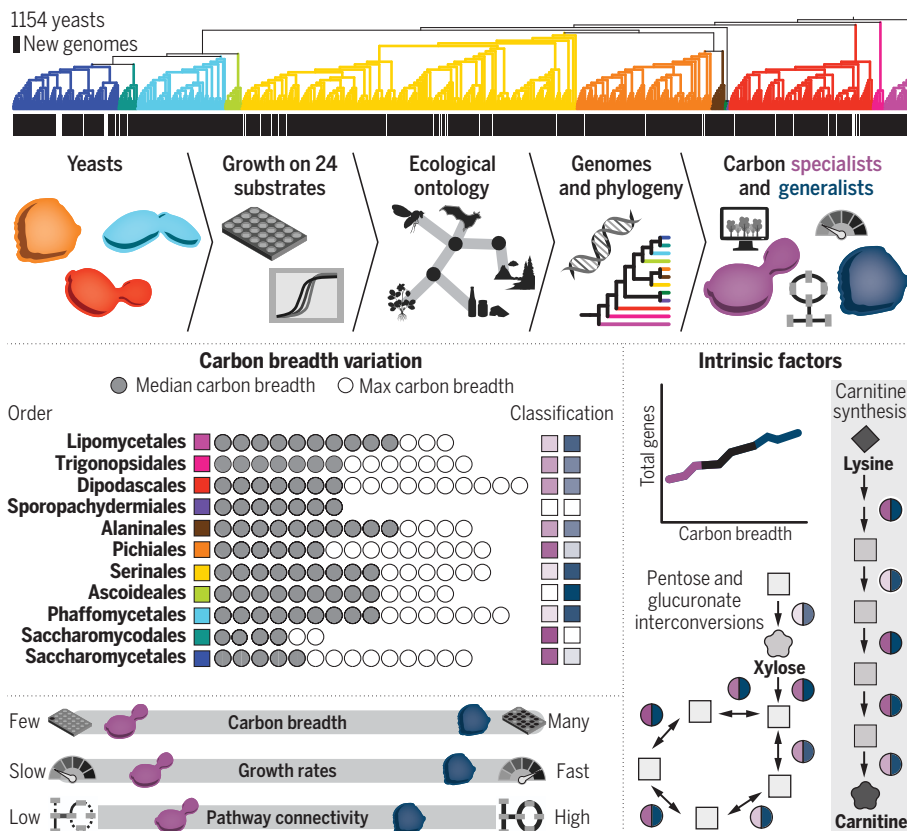 1154 yeasts
New genomes
Yeasts
Growth on 24
substrates
Ecological
ontology
Genomes
and phylogeny
Carbon specialists
and generalists
Carbon breadth variation
Median carbon breadth
Max carbon breadth
Order
Classification
Lipomycetales
Trigonopsidales
Dipodascales
Sporopachydermiales
Alaninales
Pichiales
Serinales
Ascoideales
Phaffomycetales
Saccharomycodales
Saccharomycetales
Few
Carbon breadth
Many
Slow
Growth rates
Fast
Low
Pathway connectivity
High
Intrinsic factors
Total genes
Carbon breadth
Pentose and
glucuronate
interconversions
Xylose
Carnitine
synthesis
Lysine
Carnitine